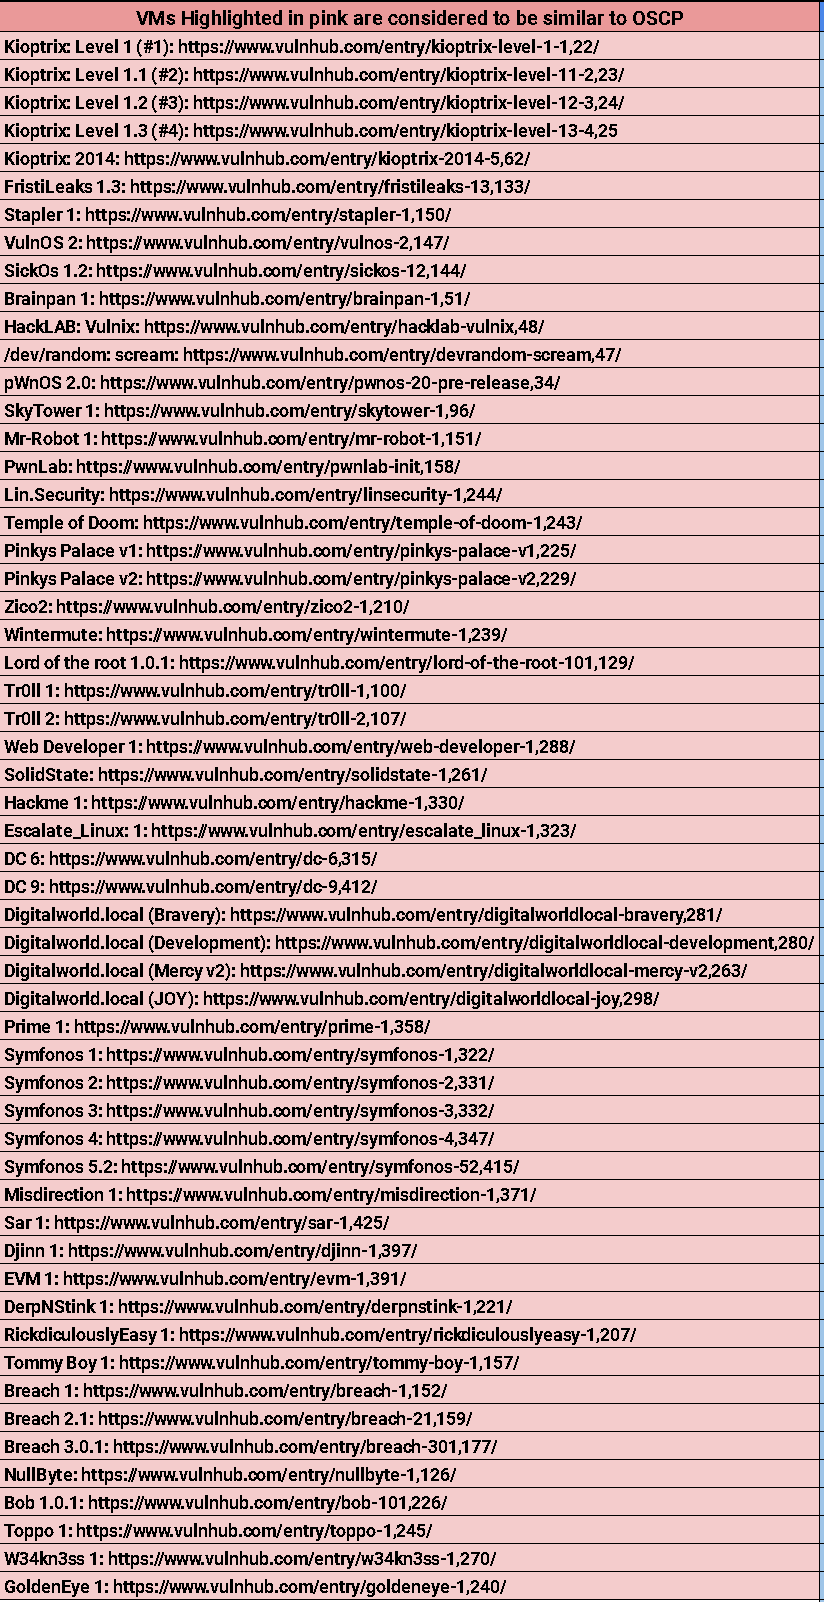 VMs Highlighted in pink are considered to be similar to OSCP
Kioptrix: Level 1 (#1): https://www.vulnhub.com/entry/kioptrix-level-1-1,22/
Kioptrix: Level 1.1 (#2): https://www.vulnhub.com/entry/kioptrix-level-11-2,23/
Kioptrix: Level 1.2 (#3): https://www.vulnhub.com/entry/kioptrix-level-12-3,24/
Kioptrix: Level 1.3 (#4): https://www.vulnhub.com/entry/kioptrix-level-13-4,25
Kioptrix: 2014: https://www.vulnhub.com/entry/kioptrix-2014-5,62/
FristiLeaks 1.3: https://www.vulnhub.com/entry/fristileaks-13,133/
Stapler 1: https://www.vulnhub.com/entry/stapler-1,150/
VulnOS 2: https://www.vulnhub.com/entry/vulnos-2,147/
SickOs 1.2: https://www.vulnhub.com/entry/sickos-12,144/
Brainpan 1: https://www.vulnhub.com/entry/brainpan-1,51/
HackLAB: Vulnix: https://www.vulnhub.com/entry/hacklab-vulnix,48/
/dev/random: scream: https://www.vulnhub.com/entry/devrandom-scream,47/
pWnOS 2.0: https://www.vulnhub.com/entry/pwnos-20-pre-release,34/
SkyTower 1: https://www.vulnhub.com/entry/skytower-1,96/
Mr-Robot 1: https://www.vulnhub.com/entry/mr-robot-1,151/
PwnLab: https://www.vulnhub.com/entry/pwnlab-init,158/
Lin.Security: https://www.vulnhub.com/entry/linsecurity-1,244/
Temple of Doom: https://www.vulnhub.com/entry/temple-of-doom-1,243/
Pinkys Palace v1: https://www.vulnhub.com/entry/pinkys-palace-v1,225/
Pinkys Palace v2: https://www.vulnhub.com/entry/pinkys-palace-v2,229/
Zico2: https://www.vulnhub.com/entry/zico2-1,210/
Wintermute: https://www.vulnhub.com/entry/wintermute-1,239/
Lord of the root 1.0.1: https://www.vulnhub.com/entry/lord-of-the-root-101,129/
Tr0ll 1: https://www.vulnhub.com/entry/tr0ll-1,100/
Tr0ll 2: https://www.vulnhub.com/entry/tr0ll-2,107/
Web Developer 1: https://www.vulnhub.com/entry/web-developer-1,288/
SolidState: https://www.vulnhub.com/entry/solidstate-1,261/
Hackme 1: https://www.vulnhub.com/entry/hackme-1,330/
Escalate_Linux: 1: https://www.vulnhub.com/entry/escalate_linux-1,323/
DC 6: https://www.vulnhub.com/entry/dc-6,315/
DC 9: https://www.vulnhub.com/entry/dc-9,412/
Digitalworld.local (Bravery): https://www.vulnhub.com/entry/digitalworldlocal-bravery,281/
Digitalworld.local (Development): https://www.vulnhub.com/entry/digitalworldlocal-development,280/
Digitalworld.local (Mercy v2): https://www.vulnhub.com/entry/digitalworldlocal-mercy-v2,263/
Digitalworld.local (JOY): https://www.vulnhub.com/entry/digitalworldlocal-joy,298/
Prime 1: https://www.vulnhub.com/entry/prime-1,358/
Symfonos 1: https://www.vulnhub.com/entry/symfonos-1,322/
Symfonos 2: https://www.vulnhub.com/entry/symfonos-2,331/
Symfonos 3: https://www.vulnhub.com/entry/symfonos-3,332/
Symfonos 4: https://www.vulnhub.com/entry/symfonos-4,347/
Symfonos 5.2: https://www.vulnhub.com/entry/symfonos-52,415/
Misdirection 1: https://www.vulnhub.com/entry/misdirection-1,371/
Sar 1: https://www.vulnhub.com/entry/sar-1,425/
Djinn 1: https://www.vulnhub.com/entry/djinn-1,397/
EVM 1: https://www.vulnhub.com/entry/evm-1,391/
DerpNStink 1: https://www.vulnhub.com/entry/derpnstink-1,221/
RickdiculouslyEasy 1: https://www.vulnhub.com/entry/rickdiculouslyeasy-1,207/
Tommy Boy 1: https://www.vulnhub.com/entry/tommy-boy-1,157/
Breach 1: https://www.vulnhub.com/entry/breach-1,152/
Breach 2.1: https://www.vulnhub.com/entry/breach-21,159/
Breach 3.0.1: https://www.vulnhub.com/entry/breach-301,177/
NullByte: https://www.vulnhub.com/entry/nullbyte-1,126/
Bob 1.0.1: https://www.vulnhub.com/entry/bob-101,226/
Toppo 1: https://www.vulnhub.com/entry/toppo-1,245/
W34kn3ss 1: https://www.vulnhub.com/entry/w34kn3ss-1,270/
GoldenEye 1: https://www.vulnhub.com/entry/goldeneye-1,240/